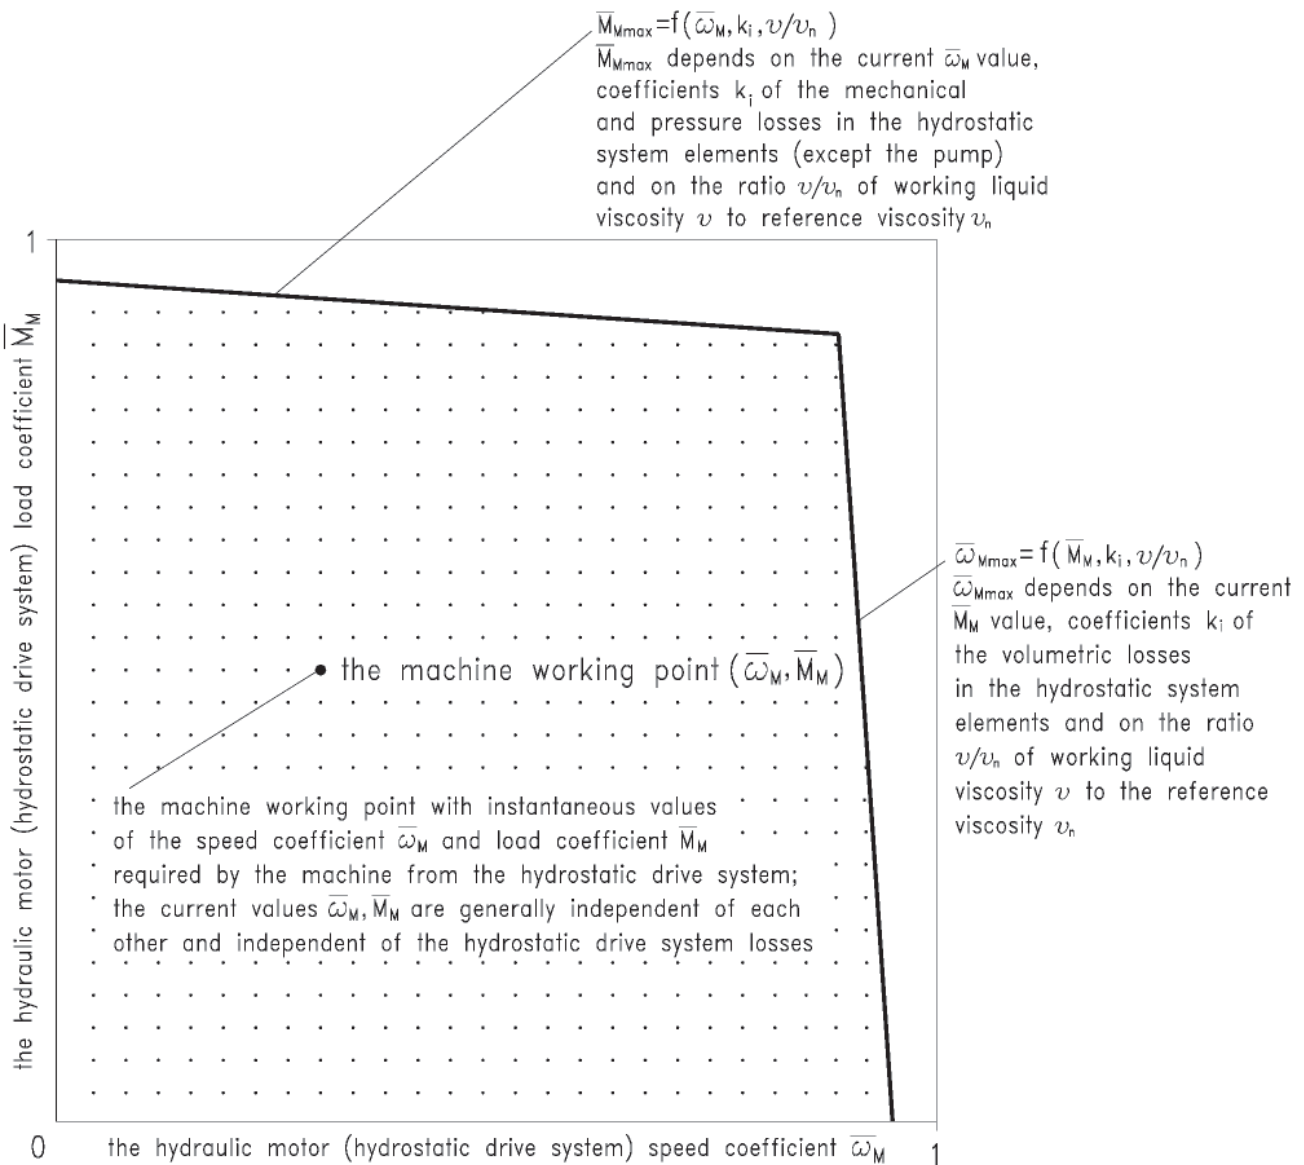 M̅Mmax=f(ω̅M,ki,υ/υn)
M̅Mmax depends on the current ω̅M value,
coefficients ki of the mechanical
and pressure losses in the hydrostatic
system elements (except the pump)
and on the ratio υ/υn of working liquid
viscosity υ to reference viscosity υn
1
the hydraulic motor (hydrostatic drive system) load coefficient M̅M
ω̅Mmax=f(M̅M,ki,υ/υn)
ω̅Mmax depends on the current
M̅M value, coefficients ki of
the volumetric losses
in the hydrostatic system
elements and on the ratio
υ/υn of working liquid
viscosity υ to the reference
viscosity υn
the machine working point (ω̅M,M̅M)
the machine working point with instantaneous values
of the speed coefficient ω̅M and load coefficient M̅M
required by the machine from the hydrostatic drive system;
the current values ω̅M,M̅M are generally independent of each
other and independent of the hydrostatic drive system losses
0
the hydraulic motor (hydrostatic drive system) speed coefficient ω̅M
1